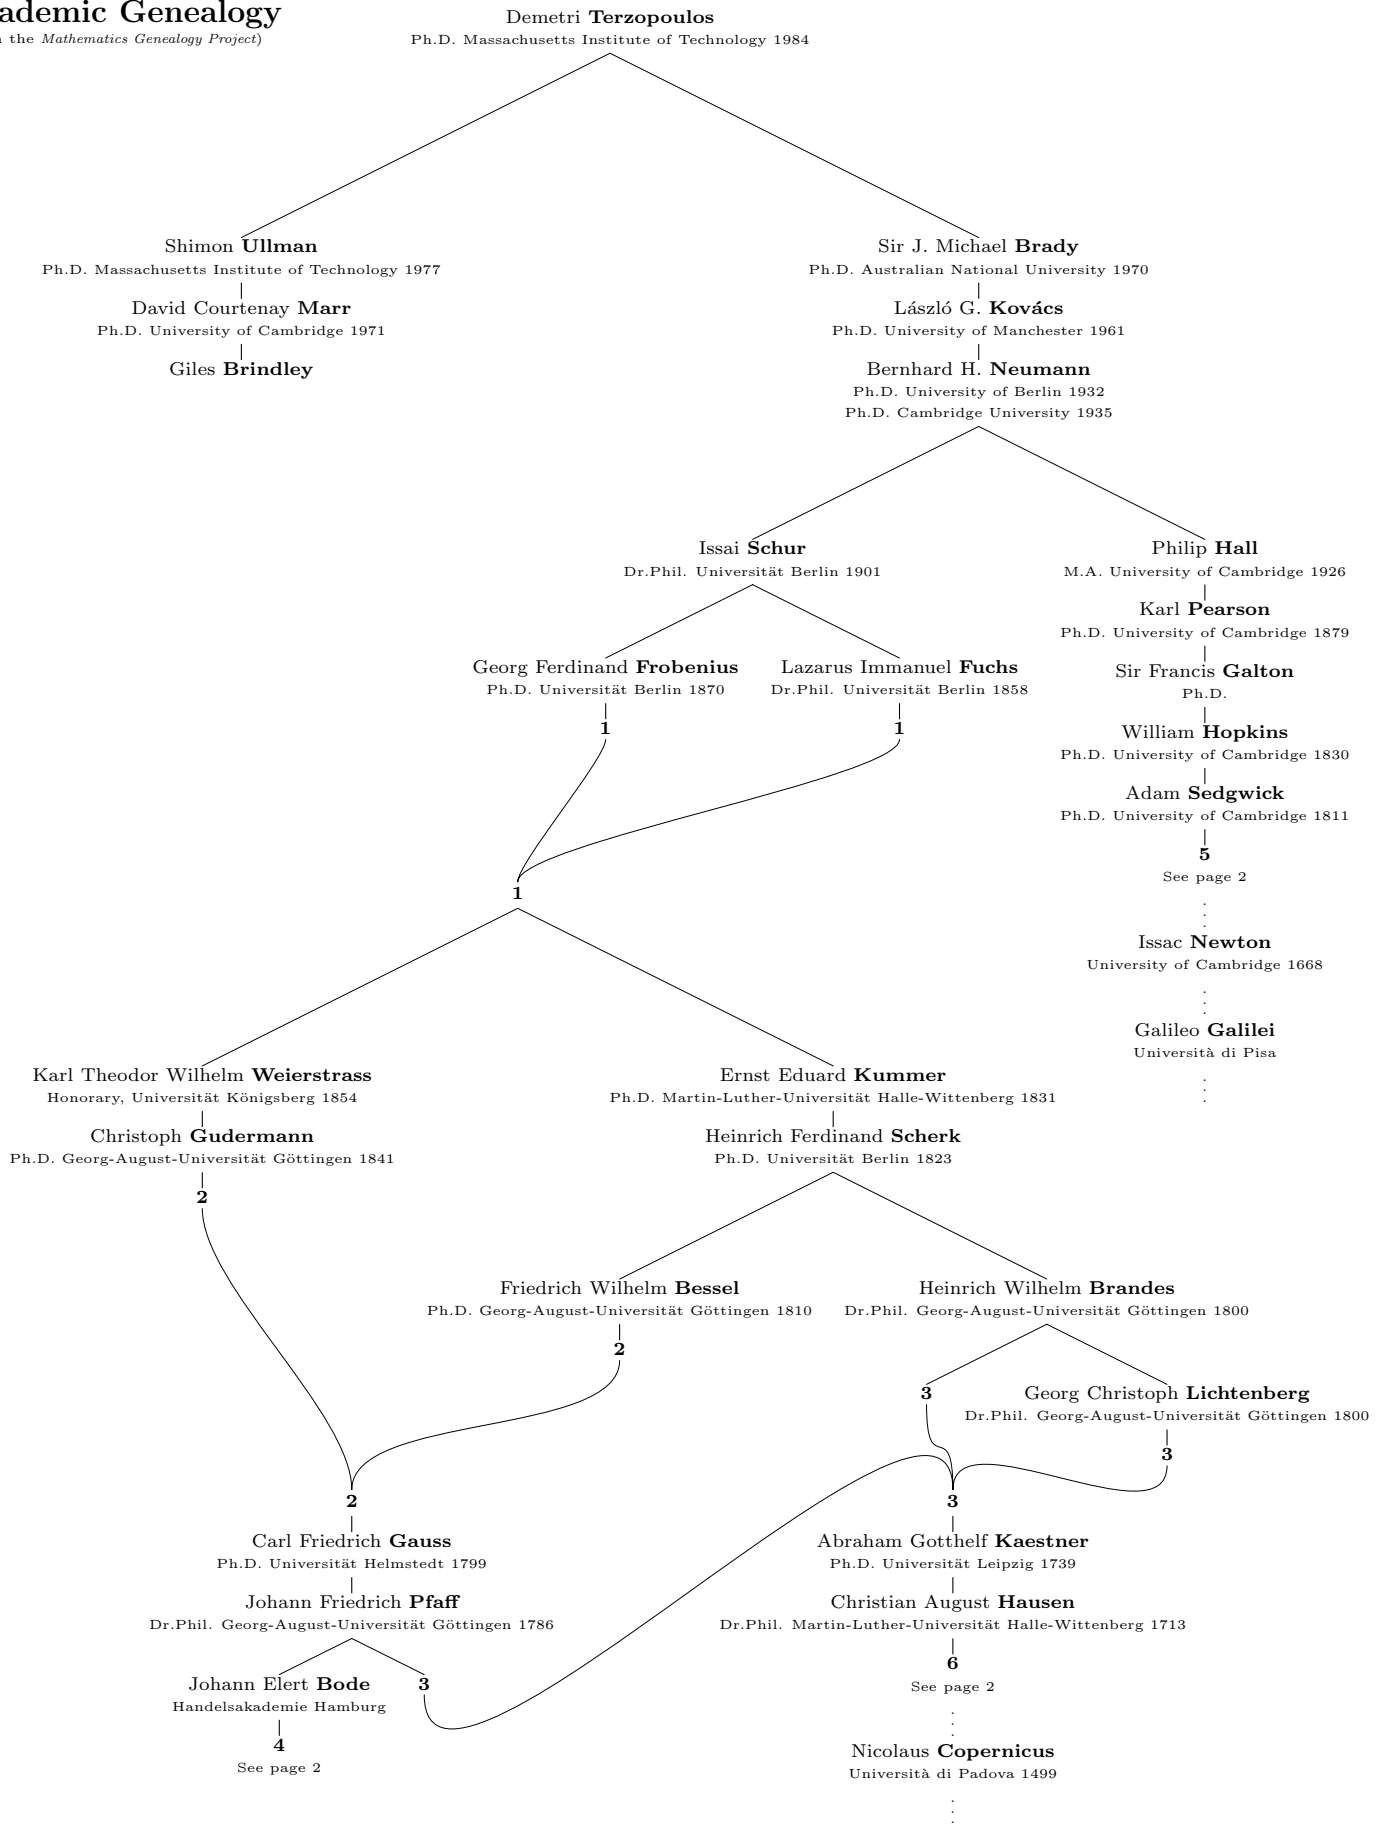 ademic Genealogy
the Mathematics Genealogy Project)
Demetri Terzopoulos
Ph.D. Massachusetts Institute of Technology 1984
Shimon Ullman
Ph.D. Massachusetts Institute of Technology 1977
David Courtenay Marr
Ph.D. University of Cambridge 1971
Giles Brindley
Sir J. Michael Brady
Ph.D. Australian National University 1970
László G. Kovács
Ph.D. University of Manchester 1961
Bernhard H. Neumann
Ph.D. University of Berlin 1932
Ph.D. Cambridge University 1935
Issai Schur
Dr.Phil. Universität Berlin 1901
Philip Hall
M.A. University of Cambridge 1926
Karl Pearson
Ph.D. University of Cambridge 1879
Sir Francis Galton
Ph.D.
William Hopkins
Ph.D. University of Cambridge 1830
Adam Sedgwick
Ph.D. University of Cambridge 1811
5
See page 2
.
.
.
Issac Newton
University of Cambridge 1668
.
.
.
Galileo Galilei
Università di Pisa
.
.
.
Georg Ferdinand Frobenius
Ph.D. Universität Berlin 1870
1
Lazarus Immanuel Fuchs
Dr.Phil. Universität Berlin 1858
1
1
Karl Theodor Wilhelm Weierstrass
Honorary, Universität Königsberg 1854
Christoph Gudermann
Ph.D. Georg-August-Universität Göttingen 1841
2
Ernst Eduard Kummer
Ph.D. Martin-Luther-Universität Halle-Wittenberg 1831
Heinrich Ferdinand Scherk
Ph.D. Universität Berlin 1823
Friedrich Wilhelm Bessel
Ph.D. Georg-August-Universität Göttingen 1810
2
Heinrich Wilhelm Brandes
Dr.Phil. Georg-August-Universität Göttingen 1800
3
Georg Christoph Lichtenberg
Dr.Phil. Georg-August-Universität Göttingen 1800
3
2
Carl Friedrich Gauss
Ph.D. Universität Helmstedt 1799
Johann Friedrich Pfaff
Dr.Phil. Georg-August-Universität Göttingen 1786
Johann Elert Bode
Handelsakademie Hamburg
4
See page 2
3
3
Abraham Gotthelf Kaestner
Ph.D. Universität Leipzig 1739
Christian August Hausen
Dr.Phil. Martin-Luther-Universität Halle-Wittenberg 1713
6
See page 2
.
.
.
Nicolaus Copernicus
Università di Padova 1499
.
.
.